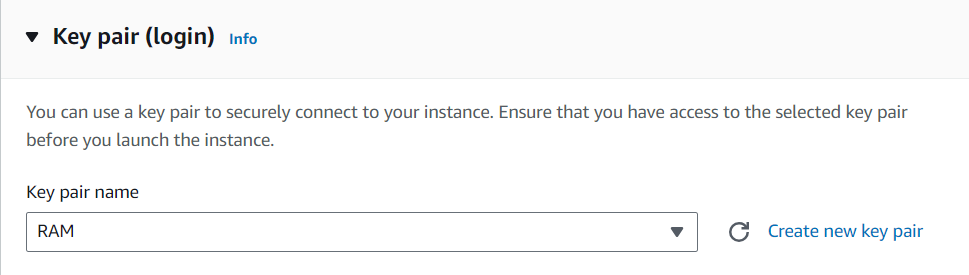 Key pair (login) Info
You can use a key pair to securely connect to your instance. Ensure that you have access to the selected key pair
before you launch the instance.
Key pair name
RAM
Create new key pair